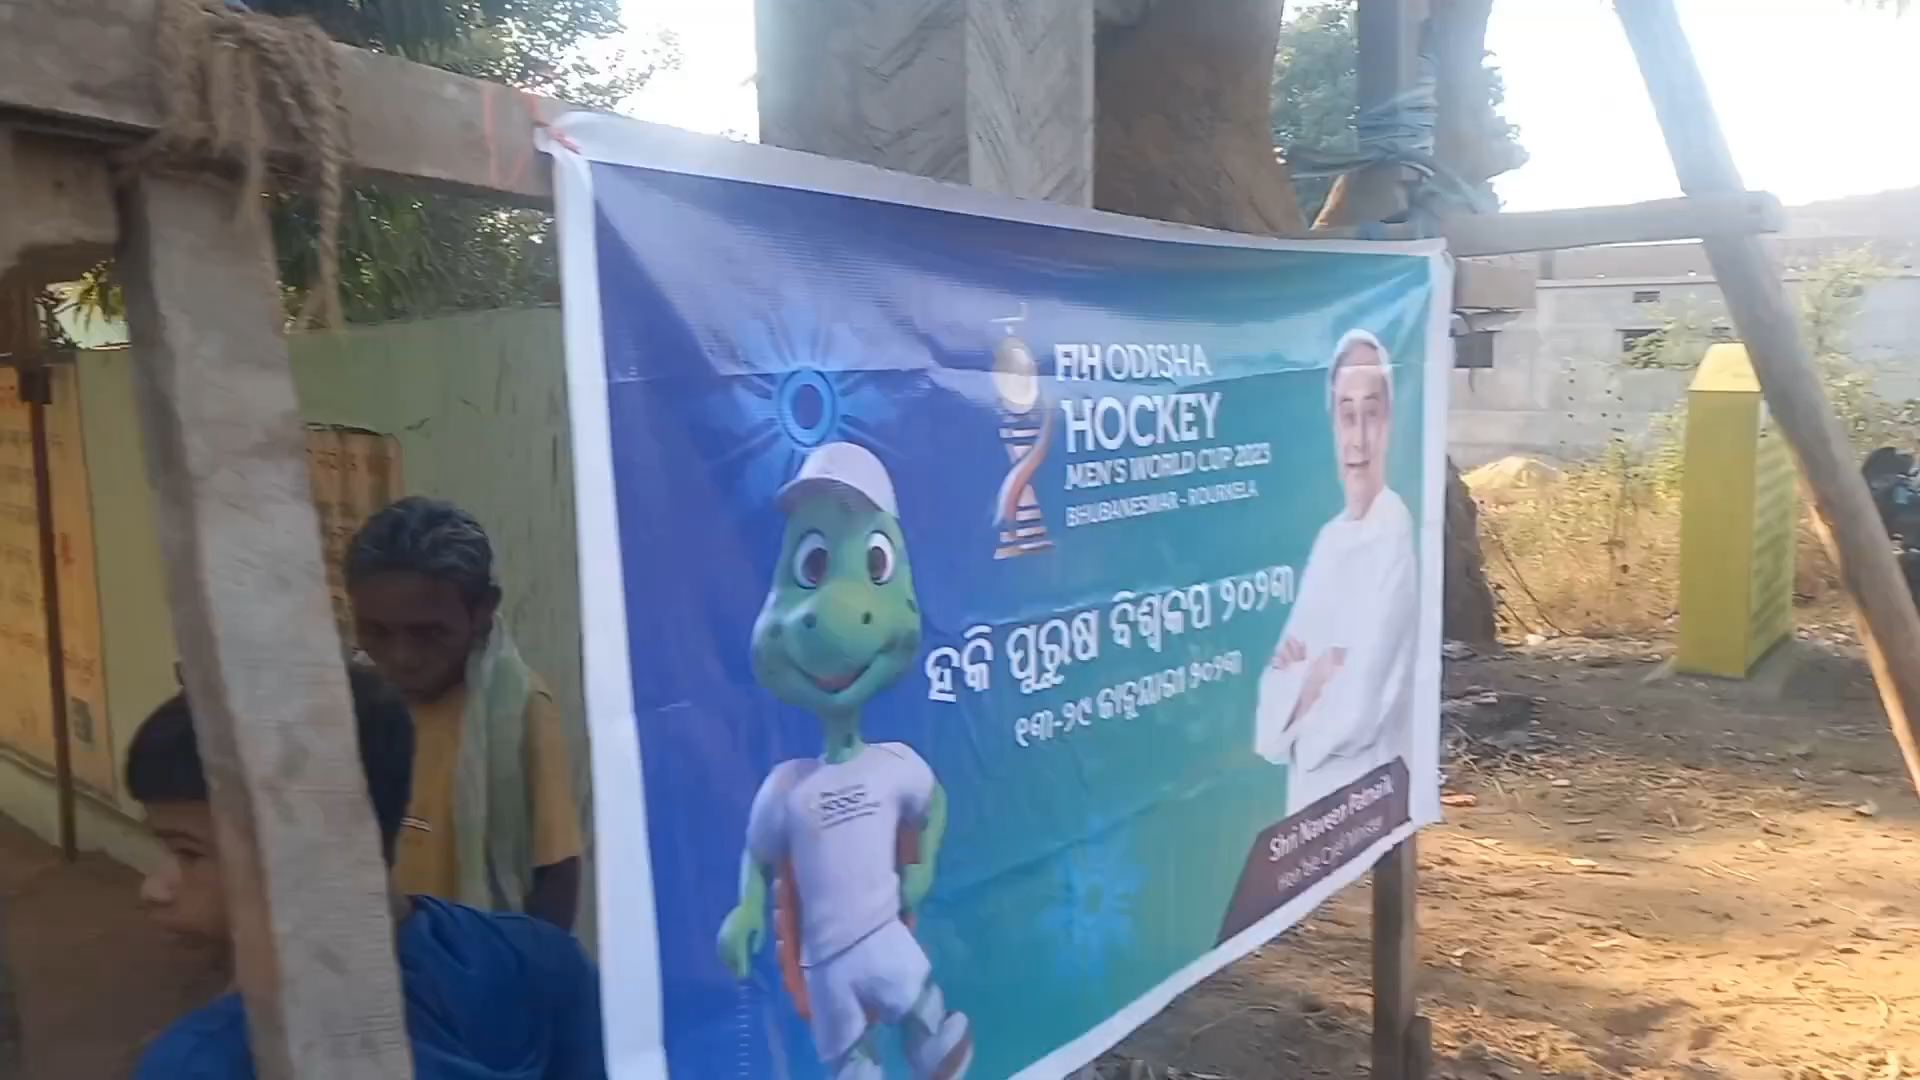 FIH ODISHA
HOCKEY
MEN'S WORLD CUP 2023
BHUBANESWAR - ROURKELA
ହକି ପୁରୁଷ ବିଶ୍ୱକପ ୨୦୨୩
୧୩-୨୯ ଜାନୁୟାରୀ ୨୦୨୩
HOCKEY
Shri Naveen Patnaik
Hon'ble Chief Minister